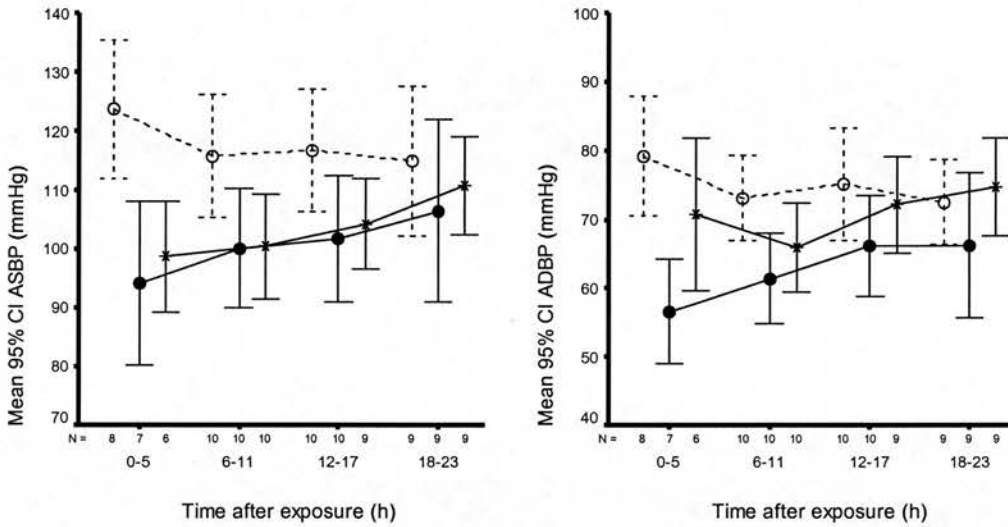 Mean 95% CI ASBP (mmHg)
140
130
120
110
100
90
80
70
N = 8 7 6 10 10 10 10 10 9 9 9 9
0-5 6-11 12-17 18-23
Time after exposure (h)
Mean 95% CI ADBP (mmHg)
100
90
80
70
60
50
40
N = 8 7 6 10 10 10 10 10 9 9 9 9
0-5 6-11 12-17 18-23
Time after exposure (h)